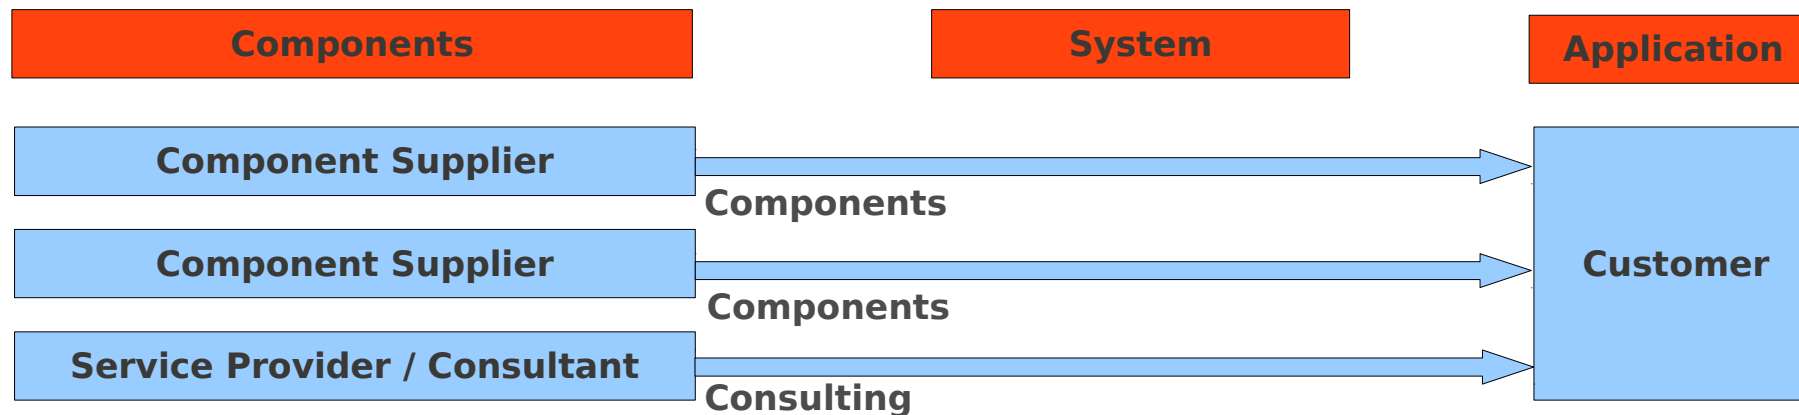 Components
System
Application
Component Supplier
Components
Component Supplier
Components
Customer
Service Provider / Consultant
Consulting